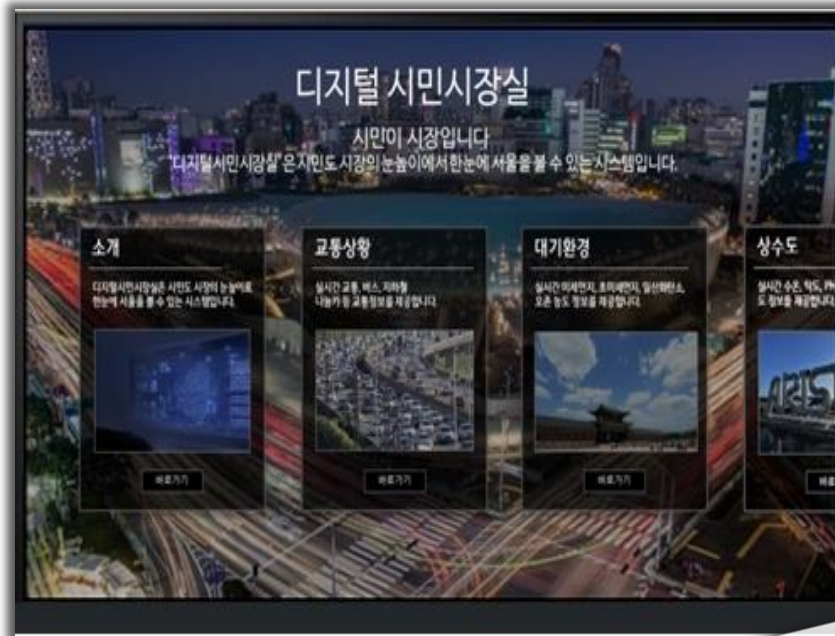 디지털 시민시장실
시민이 시장입니다
"디지털시민시장실"은 시민도 시장의 눈높이에서 한눈에 서울을 볼 수 있는 시스템입니다.
소개
디지털시민시장실은 시민도 시장의 눈높이로
한눈에 서울을 볼 수 있는 시스템입니다.
바로가기
교통상황
실시간 교통, 버스, 지하철
나눔카 등 교통정보를 제공합니다.
바로가기
대기환경
실시간 미세먼지, 초미세먼지, 일산화탄소,
오존 농도 정보를 제공합니다.
바로가기
상수도
실시간 수온, 탁도, PH
도 정보를 제공합니다
ARISU
바로